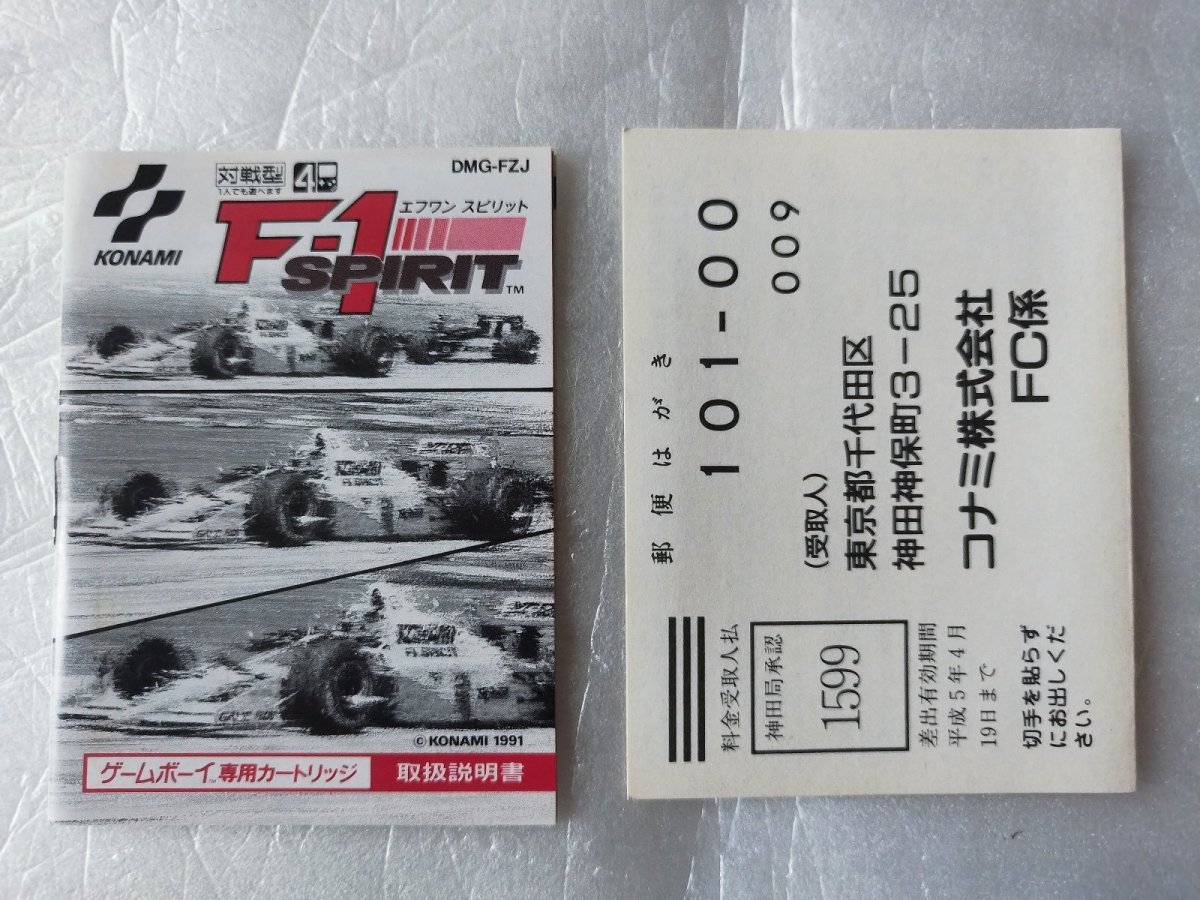 KONAMI
対戦型 4
1人でも遊べます
DMG-FZJ
エフワン スピリット
F-1
SPIRIT™
© KONAMI 1991
ゲームボーイ™専用カートリッジ
取扱説明書
郵便はがき
101-00
009
(受取人)
東京都千代田区
神田神保町3-25
コナミ株式会社
FC係
料金受取人払
神田局承認
1599
差出有効期間
平成5年4月
19日まで
切手を貼らず
にお出しくだ
さい。